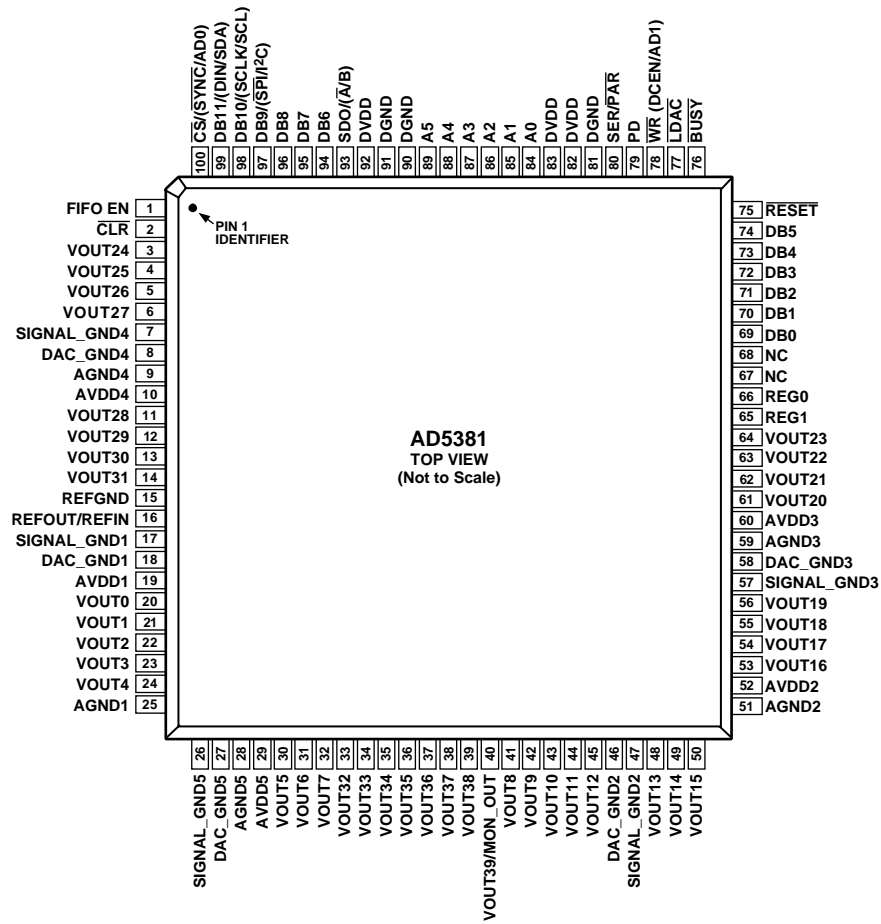 CS/(SYNC/AD0)
DB11/(DIN/SDA)
DB10/(SCLK/SCL)
DB9/(SPI/I²C)
DB8
DB7
DB6
SDO/(A/B)
DVDD
DGND
DGND
A5
A4
A3
A2
A1
A0
DVDD
DVDD
DGND
SER/PAR
PD
WR (DCEN/AD1)
LDAC
BUSY
100 99 98 97 96 95 94 93 92 91 90 89 88 87 86 85 84 83 82 81 80 79 78 77 76
FIFO EN 1
CLR 2
VOUT24 3
VOUT25 4
VOUT26 5
VOUT27 6
SIGNAL_GND4 7
DAC_GND4 8
AGND4 9
AVDD4 10
VOUT28 11
VOUT29 12
VOUT30 13
VOUT31 14
REFGND 15
REFOUT/REFIN 16
SIGNAL_GND1 17
DAC_GND1 18
AVDD1 19
VOUT0 20
VOUT1 21
VOUT2 22
VOUT3 23
VOUT4 24
AGND1 25
PIN 1
IDENTIFIER
AD5381
TOP VIEW
(Not to Scale)
75 RESET
74 DB5
73 DB4
72 DB3
71 DB2
70 DB1
69 DB0
68 NC
67 NC
66 REG0
65 REG1
64 VOUT23
63 VOUT22
62 VOUT21
61 VOUT20
60 AVDD3
59 AGND3
58 DAC_GND3
57 SIGNAL_GND3
56 VOUT19
55 VOUT18
54 VOUT17
53 VOUT16
52 AVDD2
51 AGND2
26 27 28 29 30 31 32 33 34 35 36 37 38 39 40 41 42 43 44 45 46 47 48 49 50
SIGNAL_GND5
DAC_GND5
AGND5
AVDD5
VOUT5
VOUT6
VOUT7
VOUT32
VOUT33
VOUT34
VOUT35
VOUT36
VOUT37
VOUT38
VOUT39/MON_OUT
VOUT8
VOUT9
VOUT10
VOUT11
VOUT12
DAC_GND2
SIGNAL_GND2
VOUT13
VOUT14
VOUT15